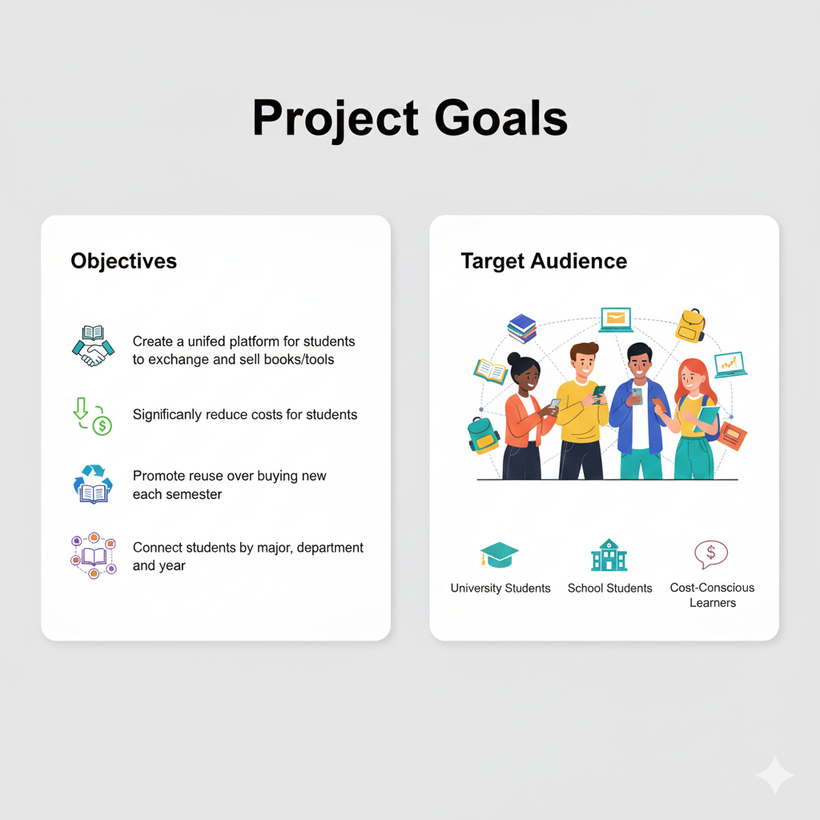 Project Goals
Objectives
Create a unifed platform for students
to exchange and sell books/tools
Significanly reduce costs for students
Promote reuse over buying new
each semester
Connect students by major, department
and year
Target Audience
University Students
School Students
Cost-Conscious
Learners